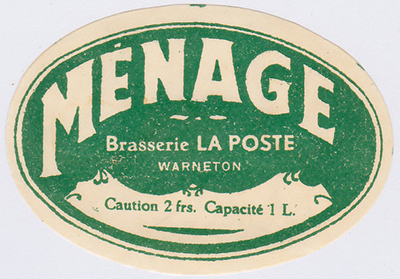 MÉNAGE
Brasserie LA POSTE
WARNETON
Caution 2 frs. Capacité 1 L.